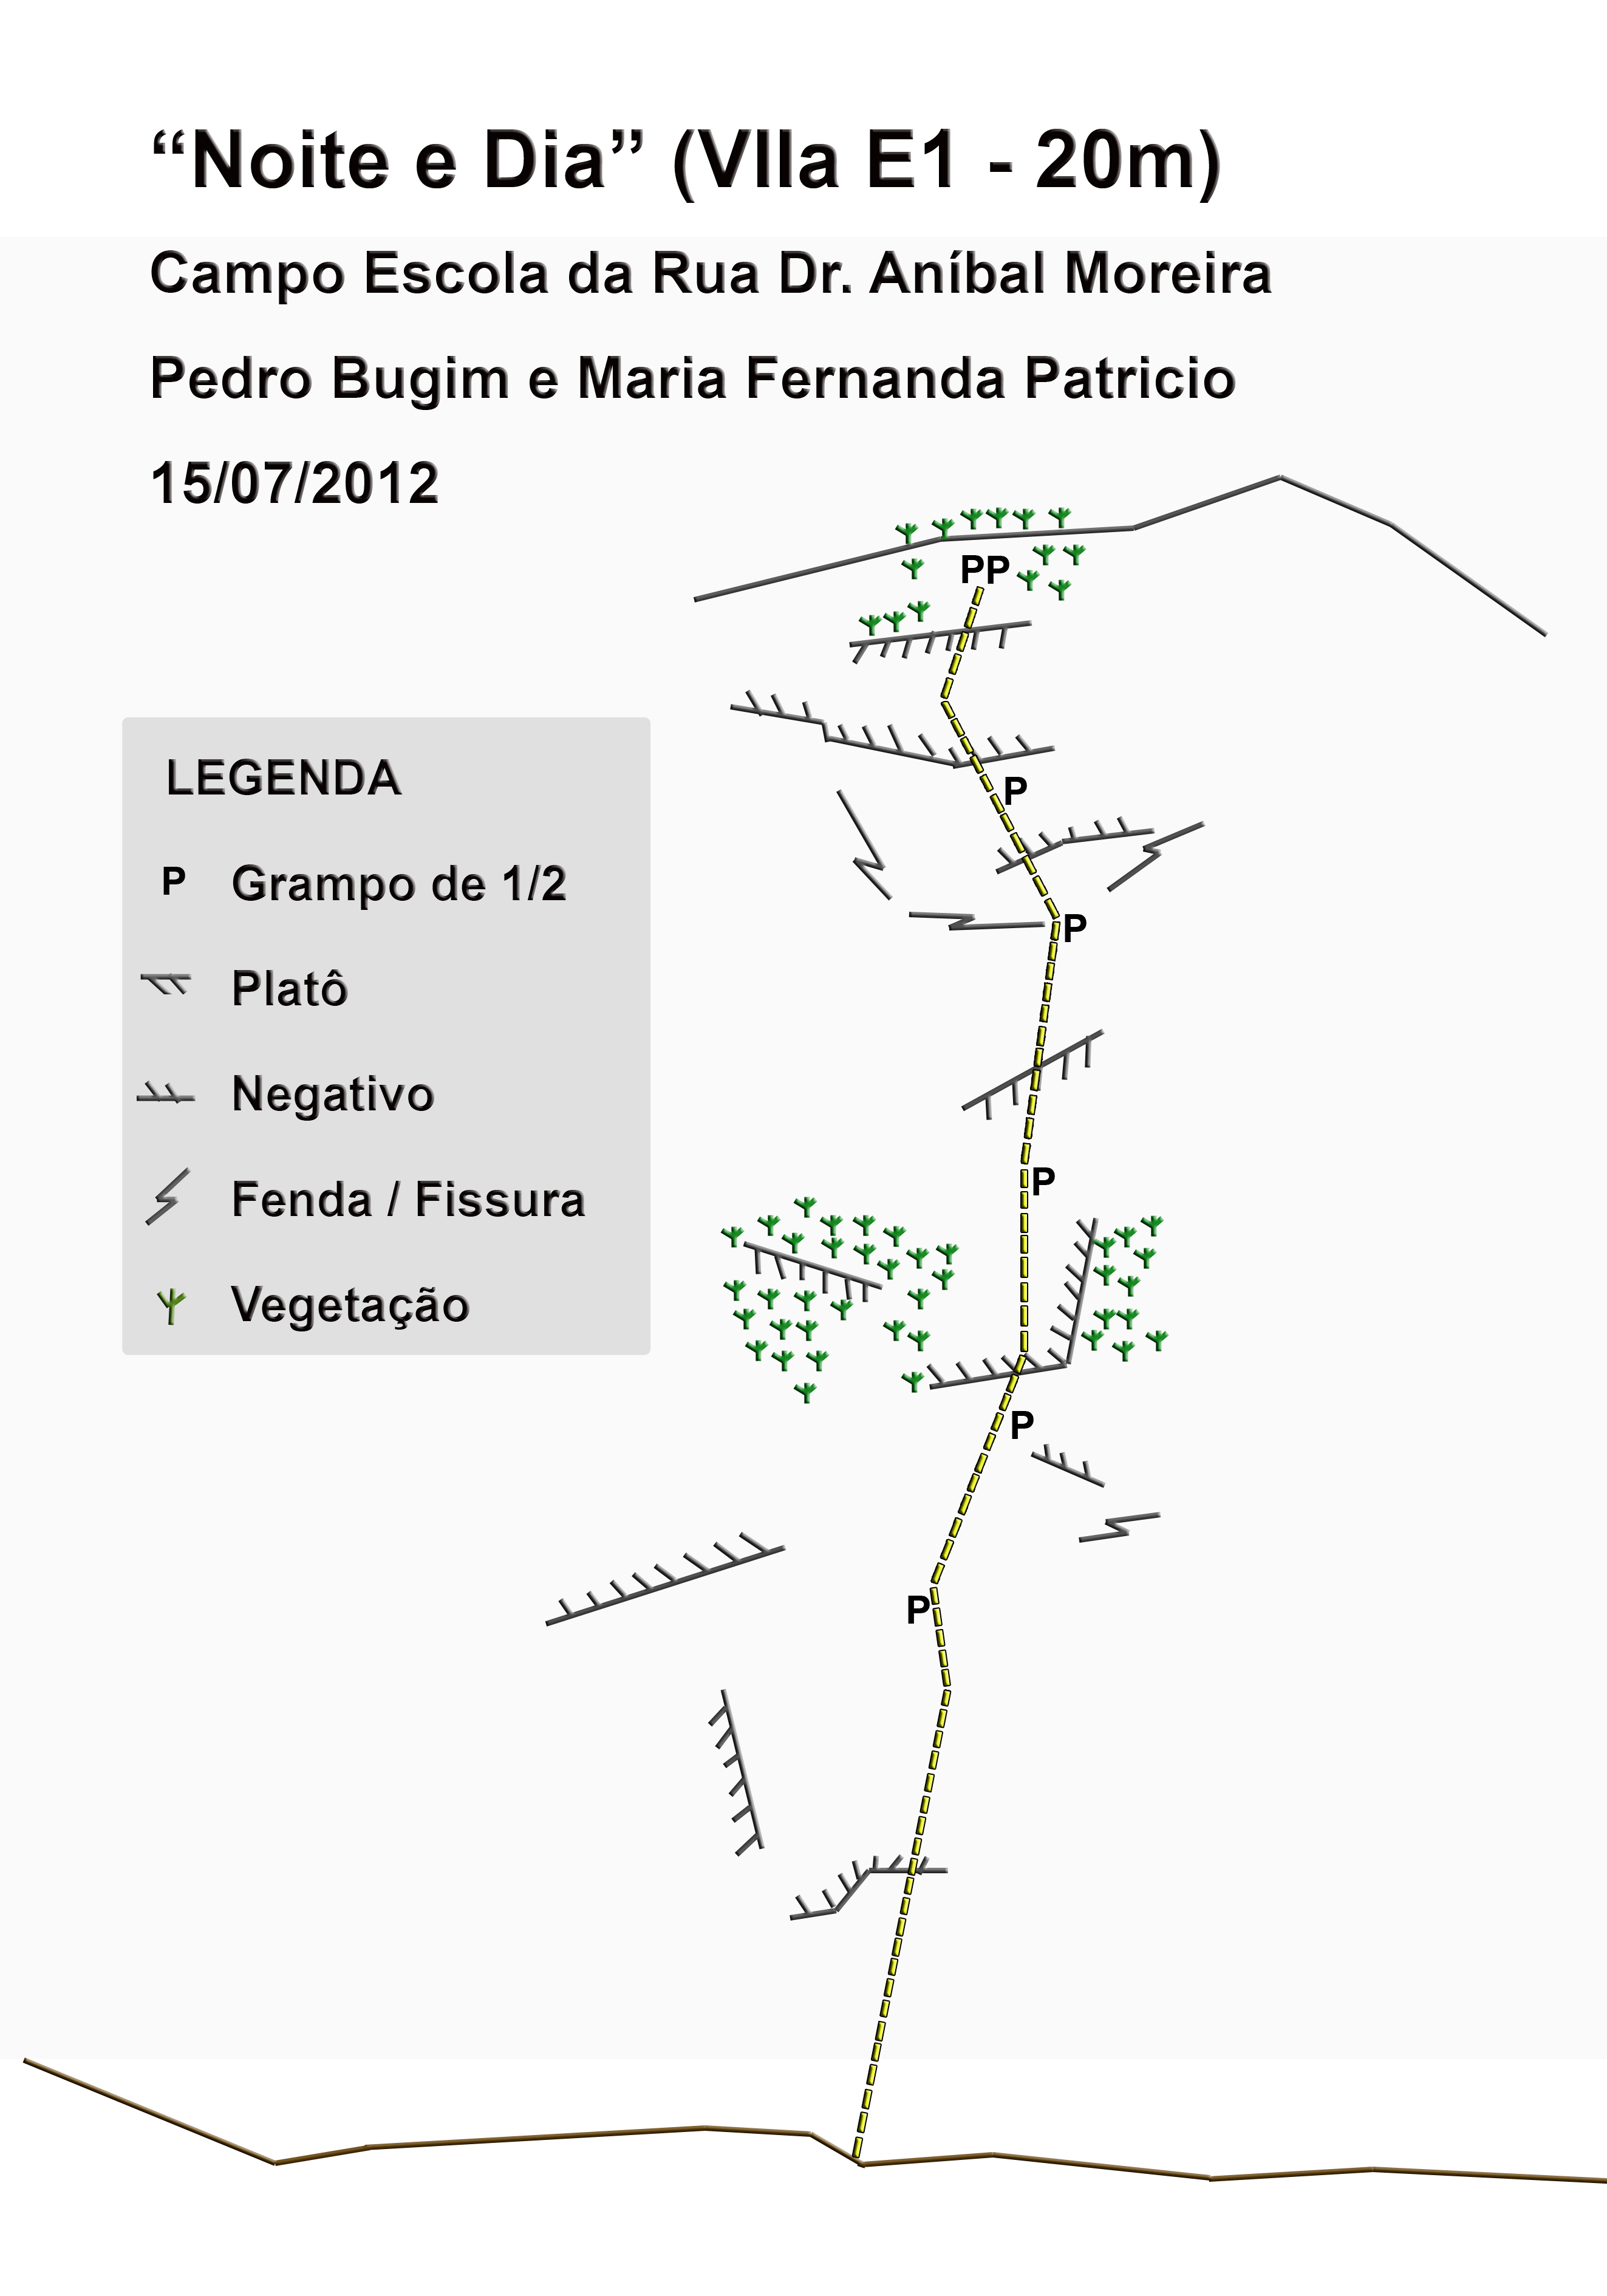 “Noite e Dia” (VIIa E1 - 20m)
Campo Escola da Rua Dr. Aníbal Moreira
Pedro Bugim e Maria Fernanda Patricio
15/07/2012
PP
LEGENDA
P
P Grampo de 1/2
P
Platô
Negativo
P
Fenda / Fissura
Vegetação
P
P